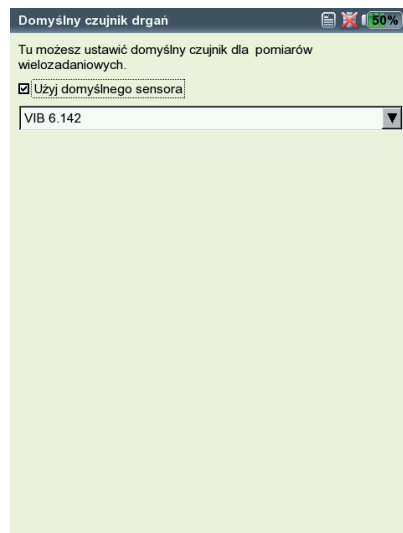 Domyślny czujnik drgań 50%
Tu możesz ustawić domyślny czujnik dla pomiarów
wielozadaniowych.
Użyj domyślnego sensora
VIB 6.142